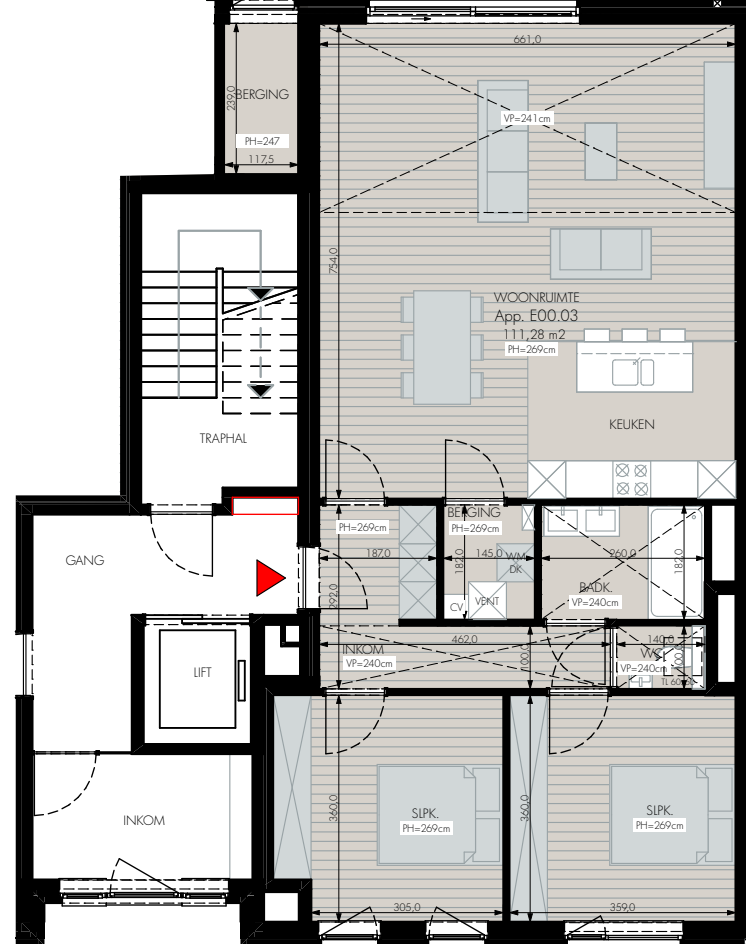 661,0
239,0
BERGING
PH=247
117,5
VP=241cm
754,0
WOONRUIMTE
App. E00.03
111,28 m2
PH=269cm
KEUKEN
TRAPHAL
GANG
PH=269cm
187,0
292,0
BERGING
PH=269cm
182,0
145,0
WM
DK
CV
VENT
260,0
182,0
BADK.
VP=240cm
462,0
INKOM
VP=240cm
100,0
140,0
WC
VP=240cm
100,0
LIFT
INKOM
360,0
SLPK.
PH=269cm
305,0
360,0
SLPK.
PH=269cm
359,0